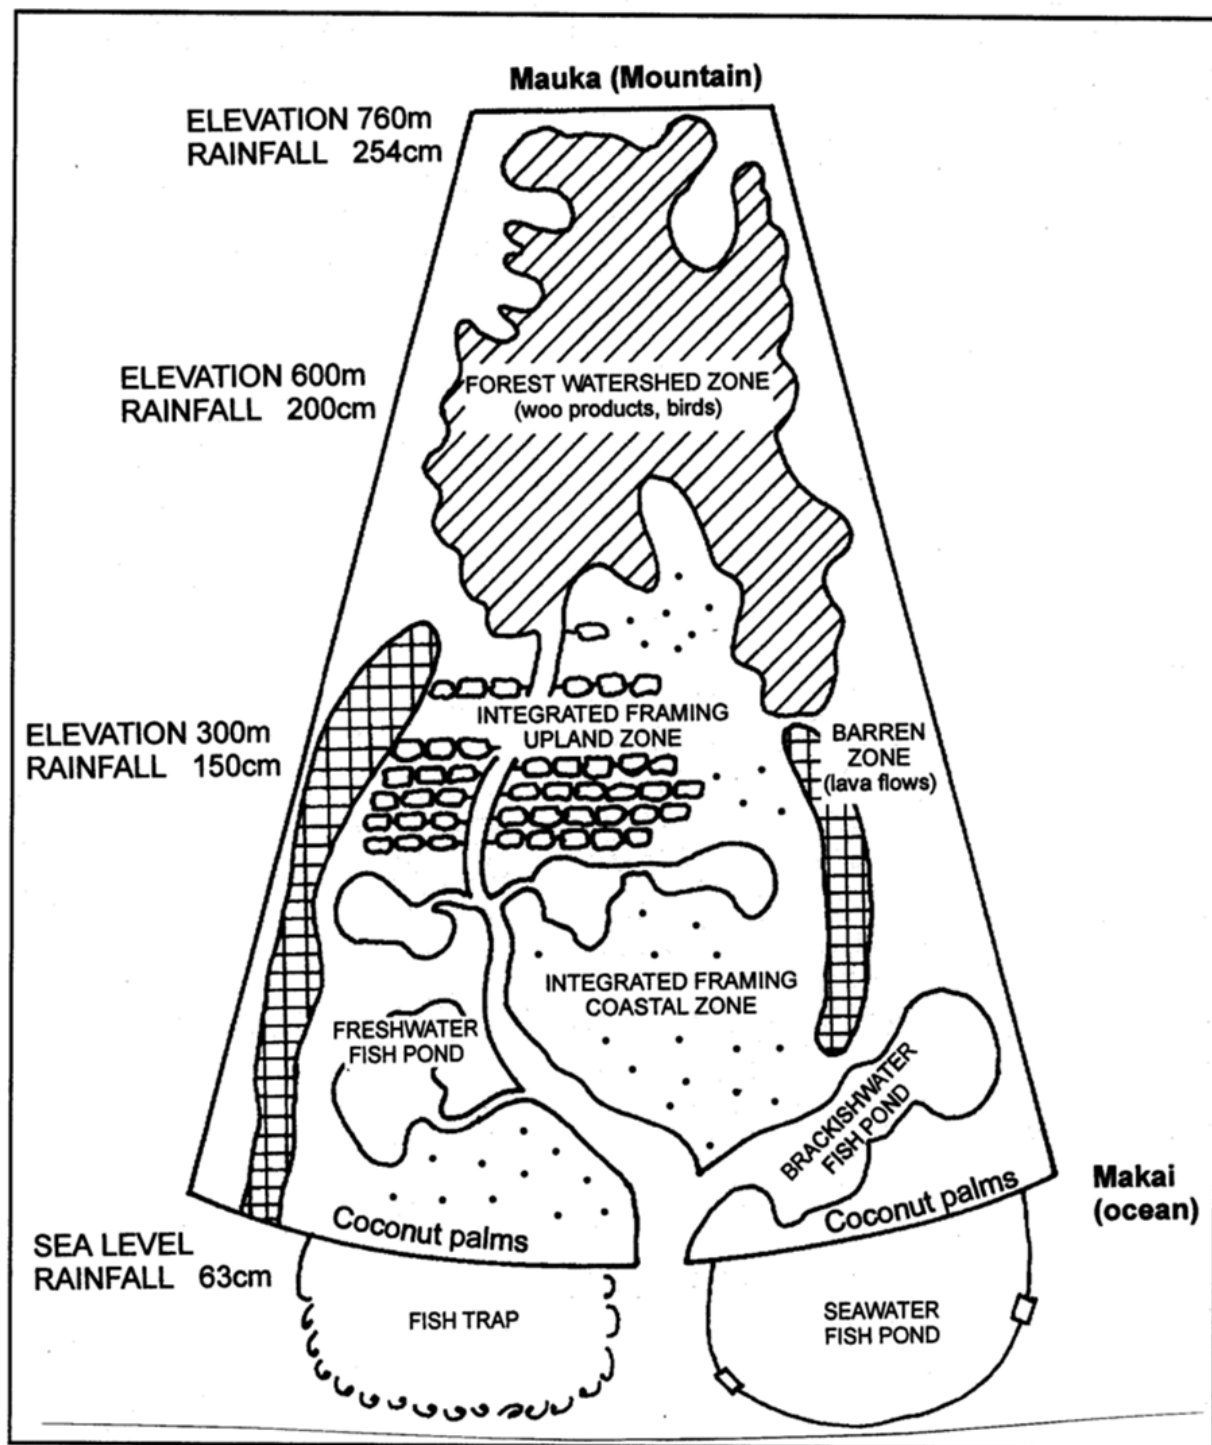 Mauka (Mountain)
ELEVATION 760m
RAINFALL 254cm
ELEVATION 600m
RAINFALL 200cm
FOREST WATERSHED ZONE
(woo products, birds)
ELEVATION 300m
RAINFALL 150cm
INTEGRATED FRAMING
UPLAND ZONE
BARREN
ZONE
(lava flows)
INTEGRATED FRAMING
COASTAL ZONE
FRESHWATER
FISH POND
BRACKISHWATER
FISH POND
Makai
(ocean)
Coconut palms
Coconut palms
SEA LEVEL
RAINFALL 63cm
FISH TRAP
SEAWATER
FISH POND